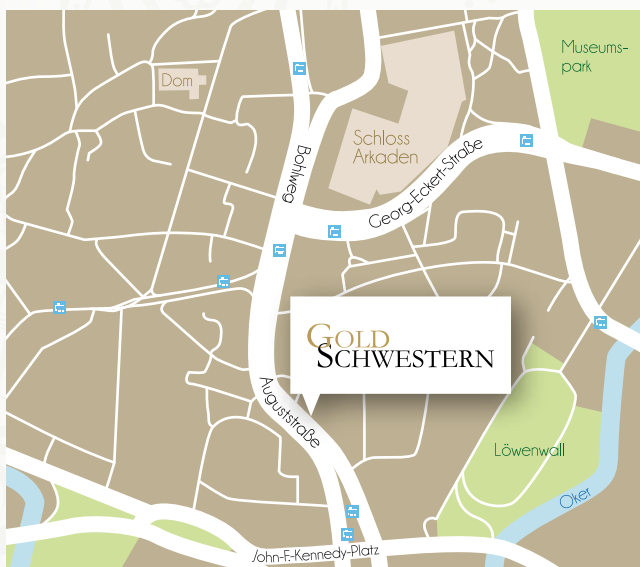 Museums-
park
Dom
Schloss
Arkaden
Bohlweg
Georg-Eckert-Straße
GOLD
SCHWESTERN
Auguststraße
Löwenwall
Oker
John-F.-Kennedy-Platz